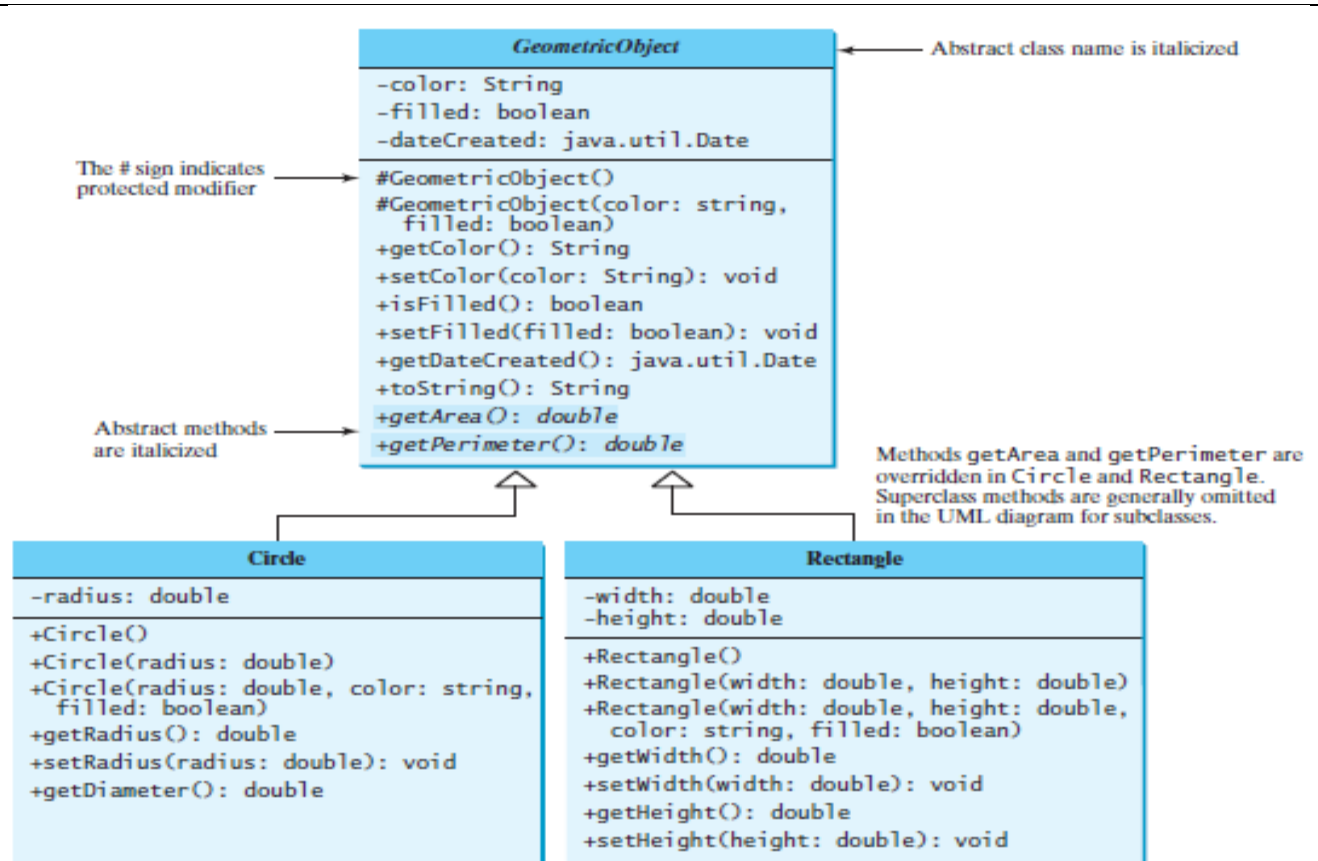 GeometricObject
Abstract class name is italicized
-color: String
-filled: boolean
-dateCreated: java.util.Date
The # sign indicates
protected modifier
#GeometricObject()
#GeometricObject(color: string,
filled: boolean)
+getColor(): String
+setColor(color: String): void
+isFilled(): boolean
+setFilled(filled: boolean): void
+getDateCreated(): java.util.Date
+toString(): String
+getArea(): double
+getPerimeter(): double
Abstract methods
are italicized
Methods getArea and getPerimeter are
overridden in Circle and Rectangle.
Superclass methods are generally omitted
in the UML diagram for subclasses.
Circle
-radius: double
+Circle()
+Circle(radius: double)
+Circle(radius: double, color: string,
filled: boolean)
+getRadius(): double
+setRadius(radius: double): void
+getDiameter(): double
Rectangle
-width: double
-height: double
+Rectangle()
+Rectangle(width: double, height: double)
+Rectangle(width: double, height: double,
color: string, filled: boolean)
+getWidth(): double
+setWidth(width: double): void
+getHeight(): double
+setHeight(height: double): void